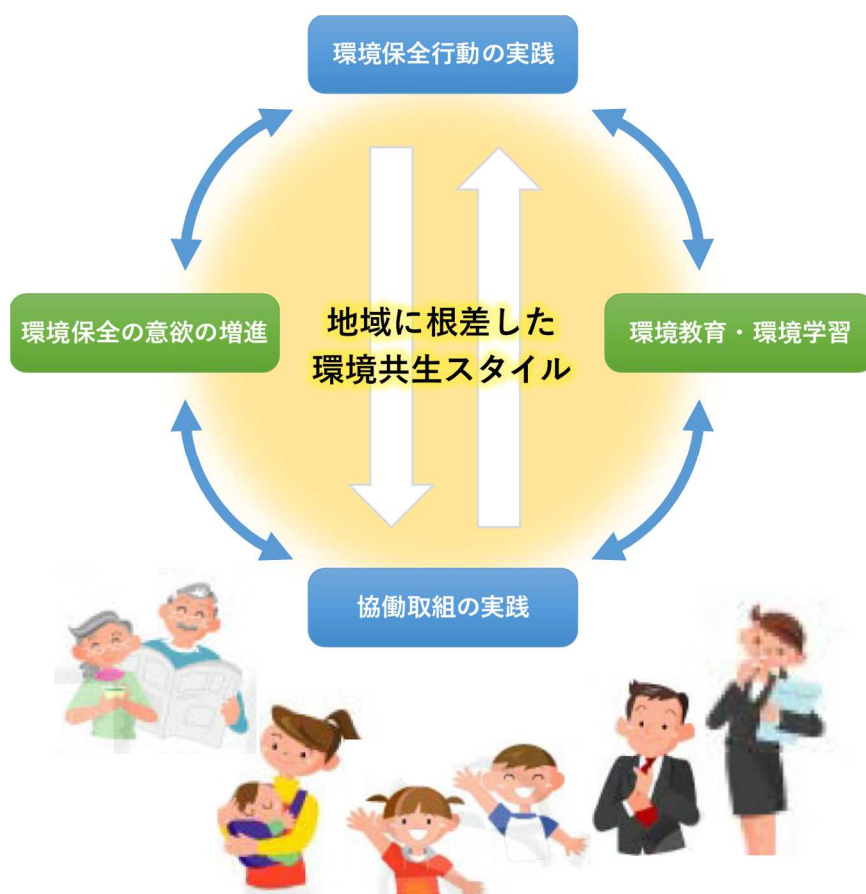 環境保全行動の実践
環境保全の意欲の増進
地域に根差した
環境共生スタイル
環境教育・環境学習
協働取組の実践